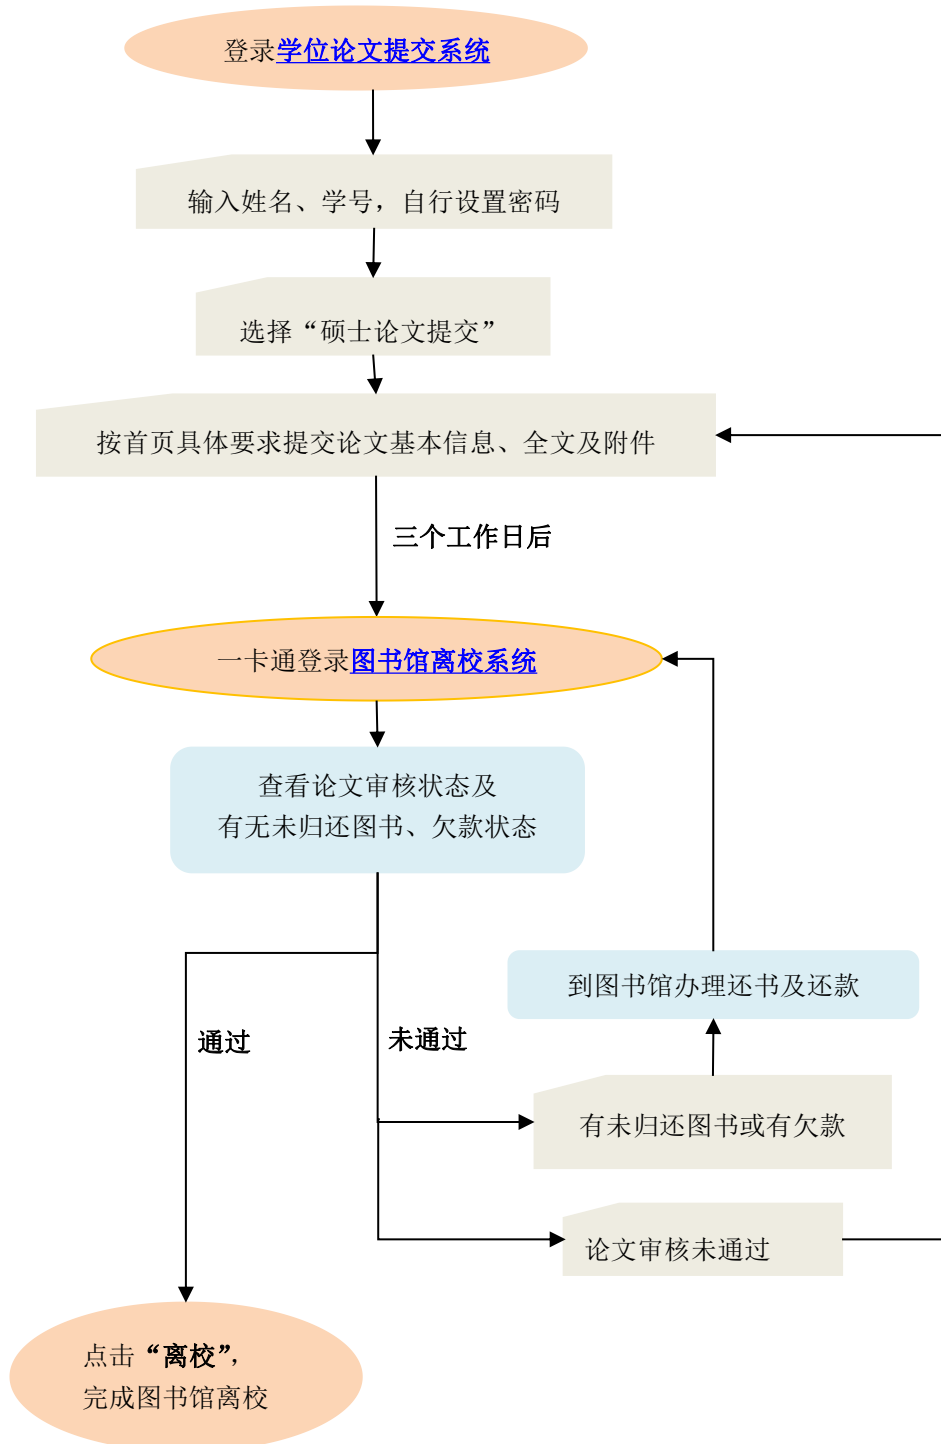 登录学位论文提交系统
输入姓名、学号，自行设置密码
选择“硕士论文提交”
按首页具体要求提交论文基本信息、全文及附件
三个工作日后
一卡通登录图书馆离校系统
查看论文审核状态及
有无未归还图书、欠款状态
到图书馆办理还书及还款
通过
未通过
有未归还图书或有欠款
论文审核未通过
点击“离校”，
完成图书馆离校